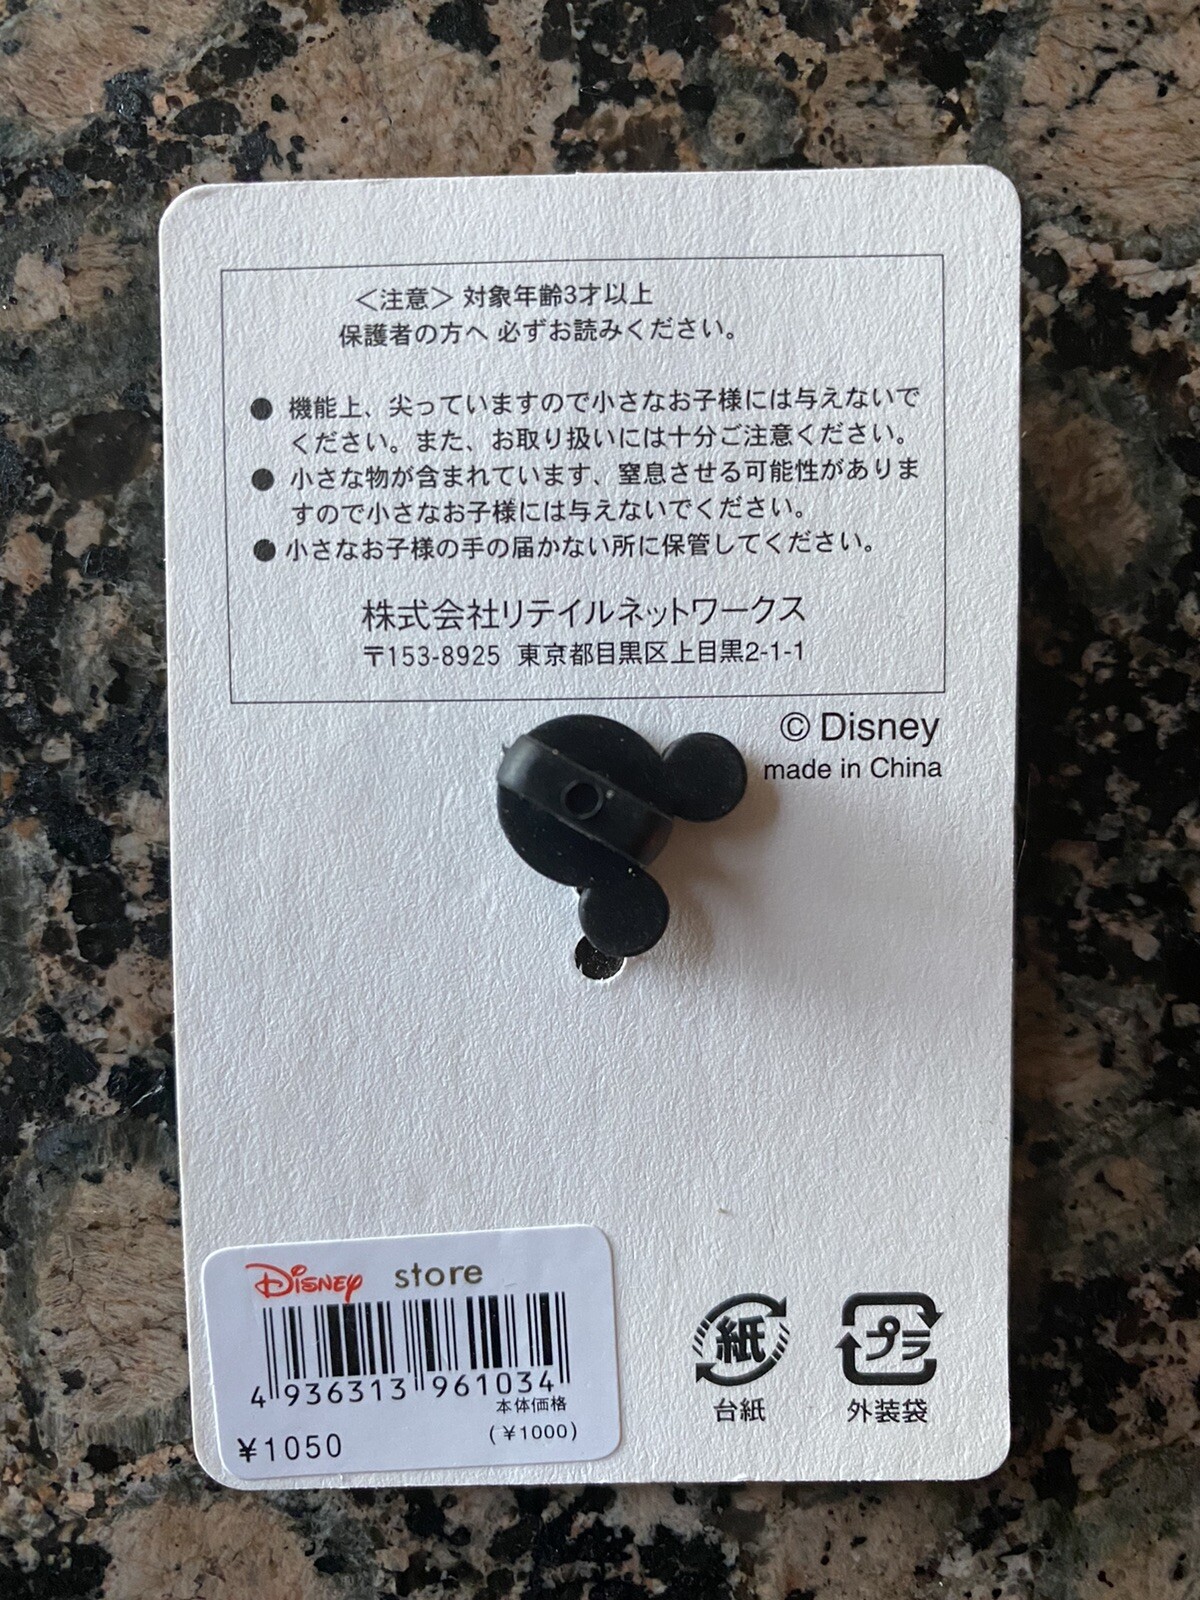 ＜注意＞ 対象年齢3才以上
保護者の方へ 必ずお読みください。
● 機能上、尖っていますので小さなお子様には与えないで
ください。また、お取り扱いには十分ご注意ください。
● 小さな物が含まれています、窒息させる可能性がありま
すので小さなお子様には与えないでください。
● 小さなお子様の手の届かない所に保管してください。
株式会社リテイルネットワークス
〒153-8925 東京都目黒区上目黒2-1-1
© Disney
made in China
Disney store
4 936313 961034
本体価格
¥1050 (¥1000)
紙 プラ
台紙 外装袋